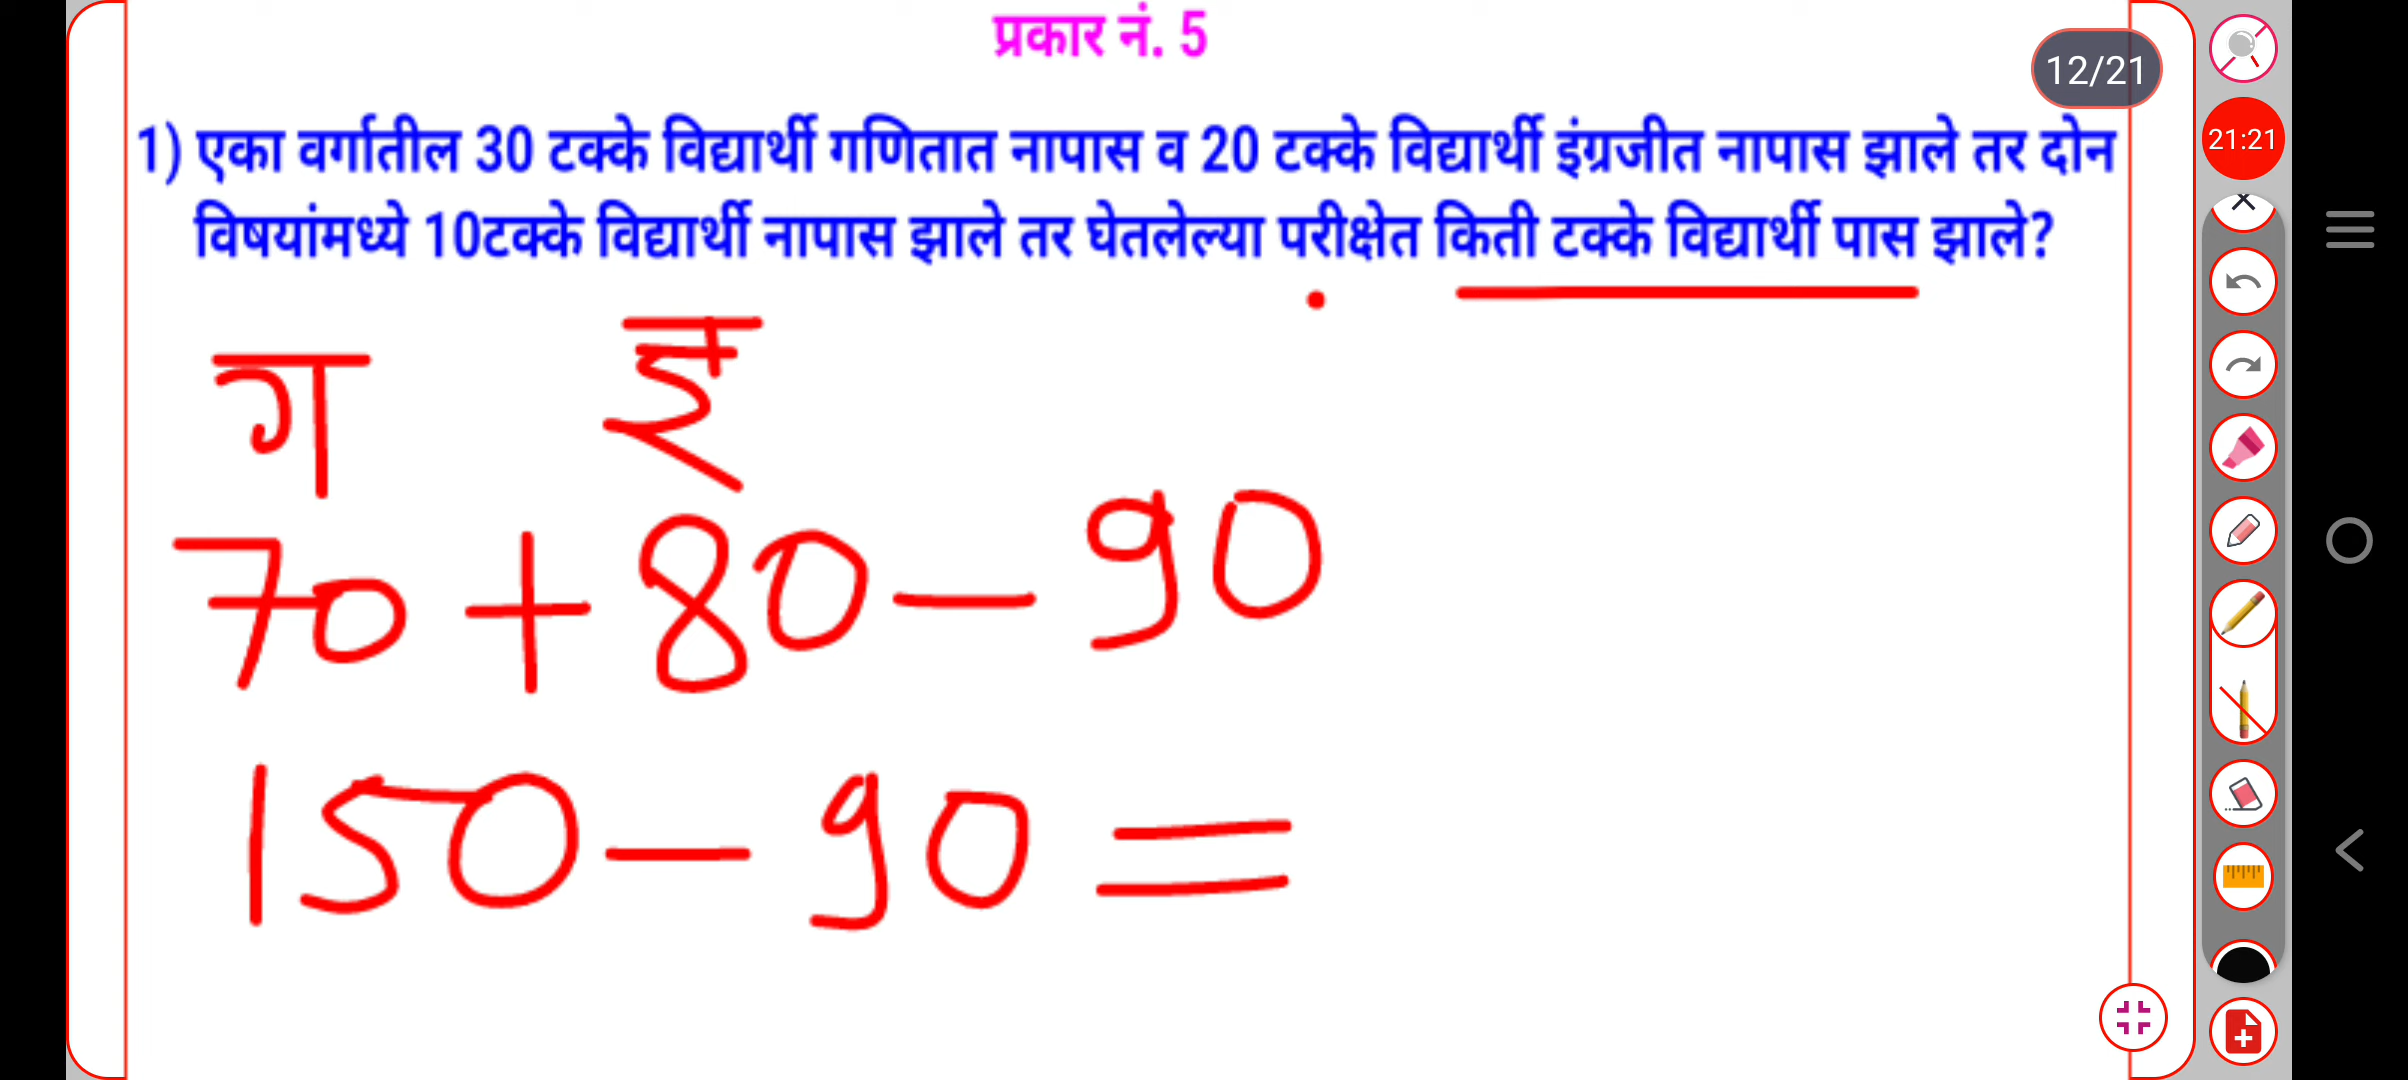 प्रकार नं. 5
12/21
21:21
1) एका वर्गातील 30 टक्के विद्यार्थी गणितात नापास व 20 टक्के विद्यार्थी इंग्रजीत नापास झाले तर दोन
विषयांमध्ये 10टक्के विद्यार्थी नापास झाले तर घेतलेल्या परीक्षेत किती टक्के विद्यार्थी पास झाले?
ग इं
70 + 80 - 90
150 - 90 =